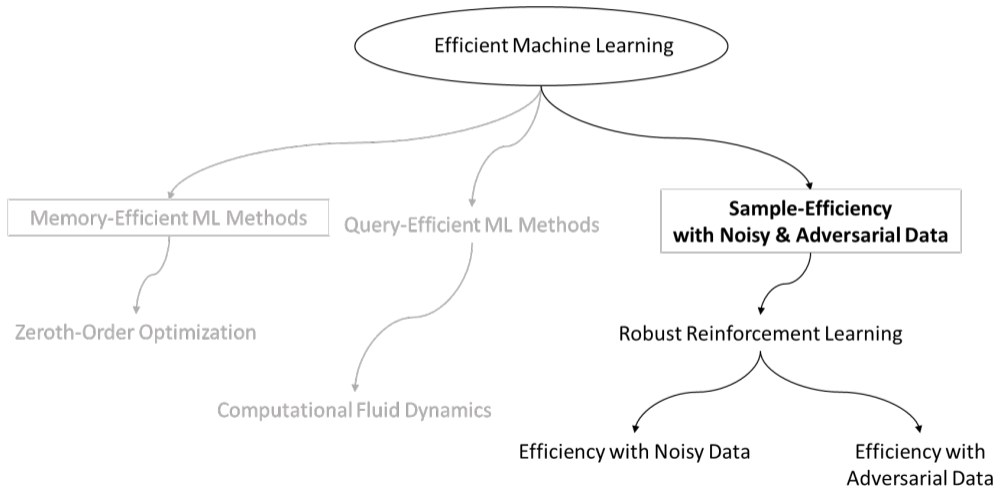 Efficient Machine Learning
Memory-Efficient ML Methods
Query-Efficient ML Methods
Sample-Efficiency
with Noisy & Adversarial Data
Zeroth-Order Optimization
Robust Reinforcement Learning
Computational Fluid Dynamics
Efficiency with Noisy Data
Efficiency with
Adversarial Data